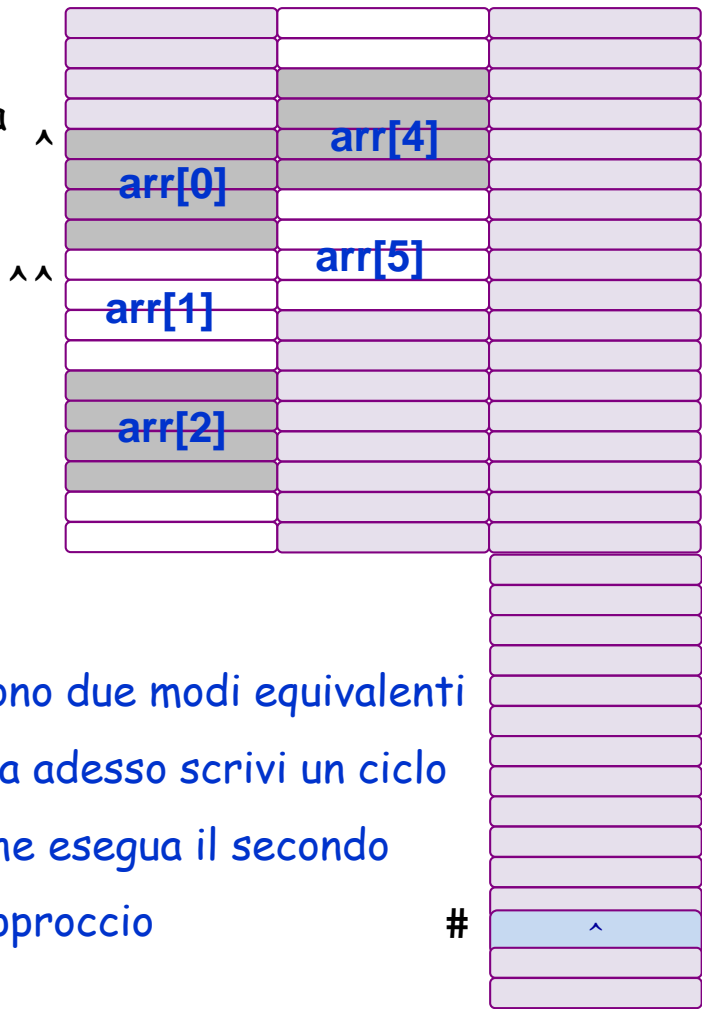 a
^
arr[4]
arr[0]
^^
arr[5]
arr[1]
arr[2]
ono due modi equivalenti
a adesso scrivi un ciclo
he esegua il secondo
pproccio
# ^